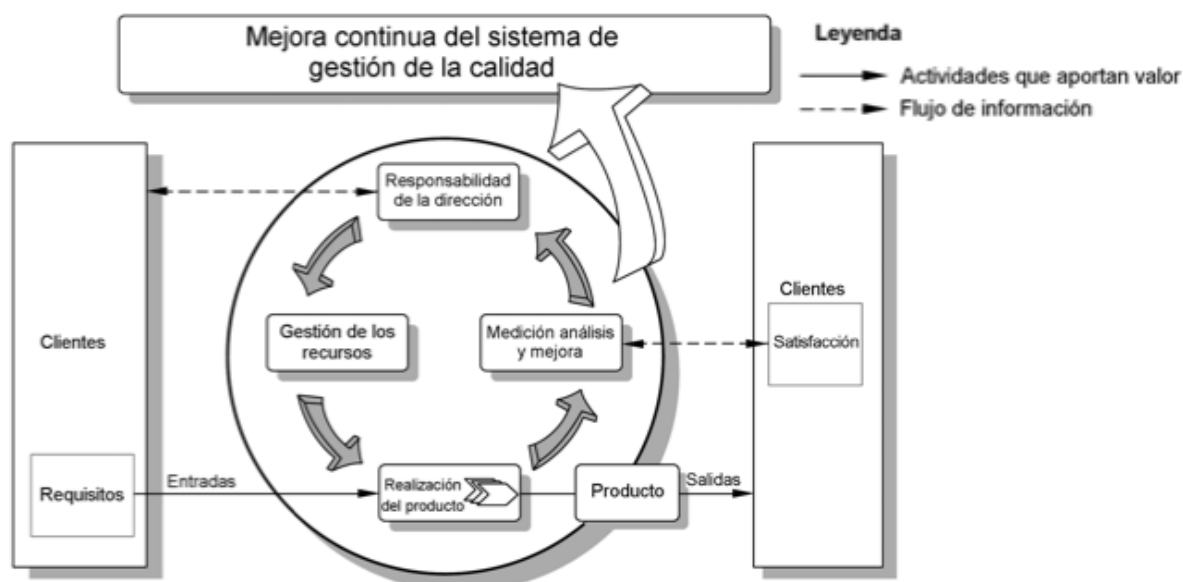 Mejora continua del sistema de
gestión de la calidad
Leyenda
Actividades que aportan valor
Flujo de información
Responsabilidad
de la dirección
Clientes
Gestión de los
recursos
Medición análisis
y mejora
Clientes
Satisfacción
Requisitos
Entradas
Realización
del producto
Producto
Salidas